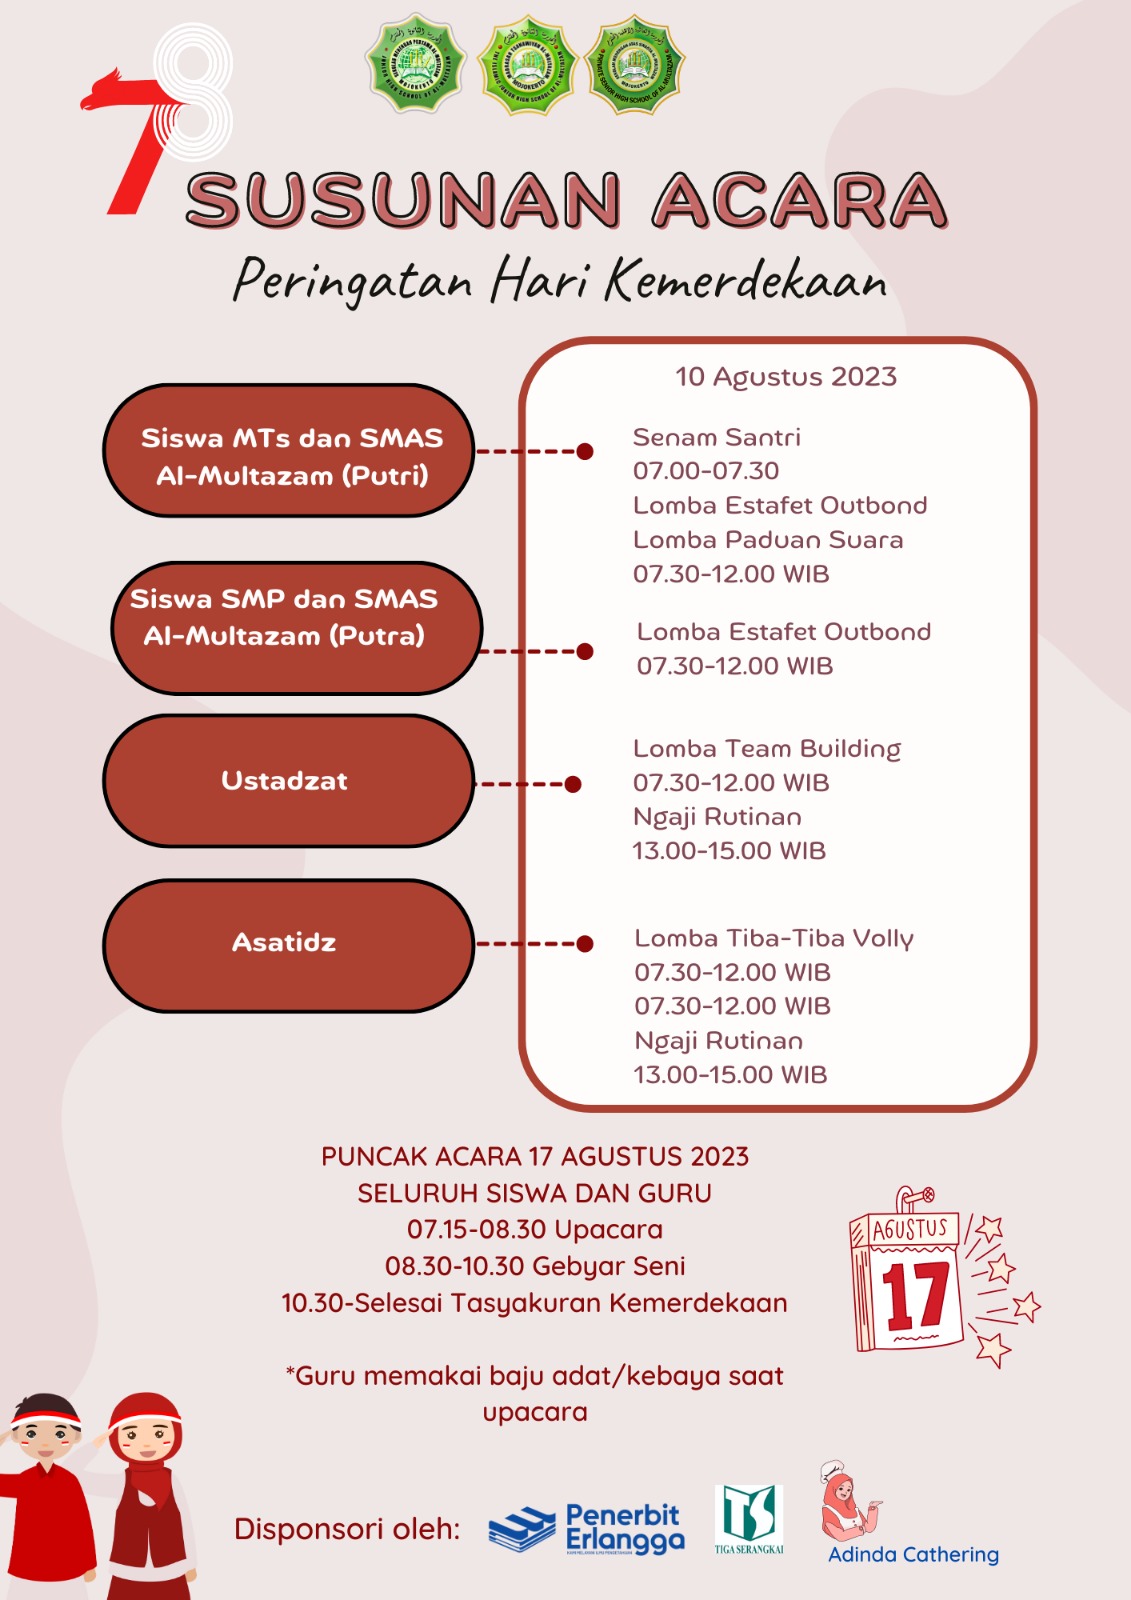 78
SUSUNAN ACARA
Peringatan Hari Kemerdekaan
10 Agustus 2023
Siswa MTs dan SMAS
Al-Multazam (Putri)
Senam Santri
07.00-07.30
Lomba Estafet Outbond
Lomba Paduan Suara
07.30-12.00 WIB
Siswa SMP dan SMAS
Al-Multazam (Putra)
Lomba Estafet Outbond
07.30-12.00 WIB
Ustadzat
Lomba Team Building
07.30-12.00 WIB
Ngaji Rutinan
13.00-15.00 WIB
Asatidz
Lomba Tiba-Tiba Volly
07.30-12.00 WIB
07.30-12.00 WIB
Ngaji Rutinan
13.00-15.00 WIB
PUNCAK ACARA 17 AGUSTUS 2023
SELURUH SISWA DAN GURU
07.15-08.30 Upacara
08.30-10.30 Gebyar Seni
10.30-Selesai Tasyakuran Kemerdekaan
*Guru memakai baju adat/kebaya saat
upacara
AGUSTUS
17
Disponsori oleh:
Penerbit
Erlangga
TS
TIGA SERANGKAI
Adinda Cathering